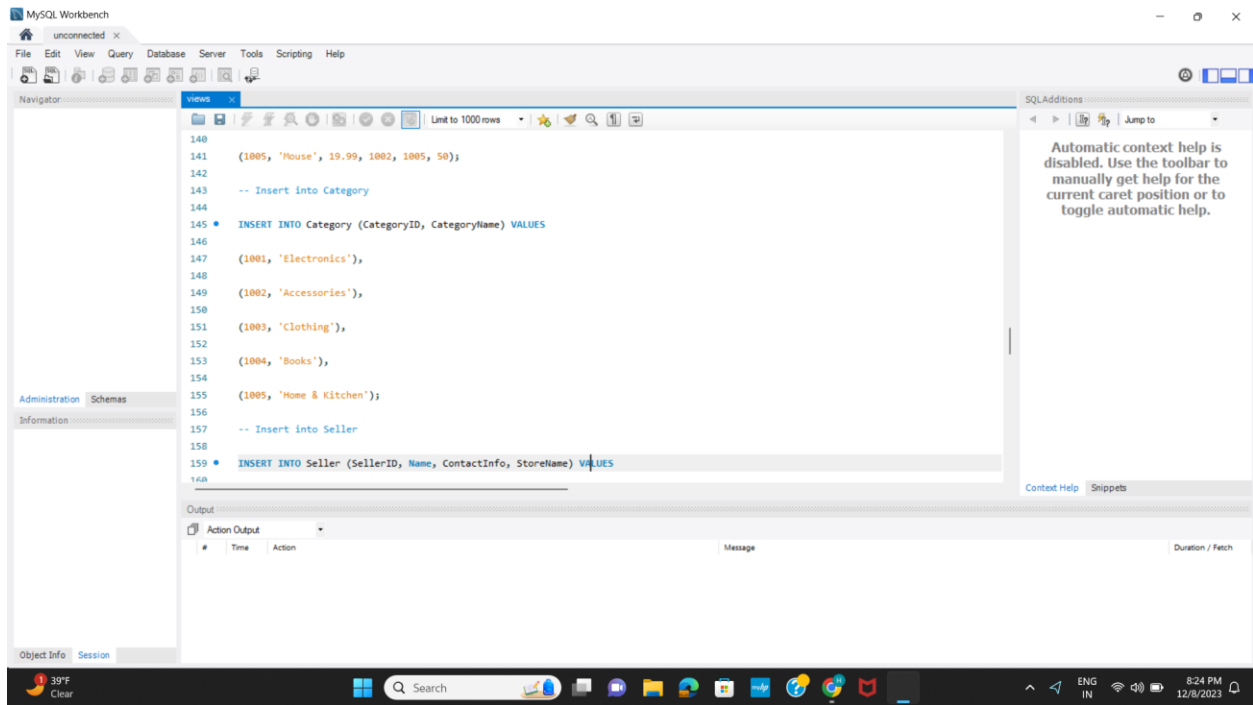 MySQL Workbench
unconnected ×
File Edit View Query Database Server Tools Scripting Help
Navigator
views ×
SQLAdditions
Limit to 1000 rows
Jump to
140
141 (1005, 'Mouse', 19.99, 1002, 1005, 50);
142
143 -- Insert into Category
144
145 INSERT INTO Category (CategoryID, CategoryName) VALUES
146
147 (1001, 'Electronics'),
148
149 (1002, 'Accessories'),
150
151 (1003, 'Clothing'),
152
153 (1004, 'Books'),
154
155 (1005, 'Home & Kitchen');
156
157 -- Insert into Seller
158
159 INSERT INTO Seller (SellerID, Name, ContactInfo, StoreName) VALUES
160
Automatic context help is
disabled. Use the toolbar to
manually get help for the
current caret position or to
toggle automatic help.
Administration Schemas
Information
Context Help Snippets
Output
Action Output
# Time Action Message Duration / Fetch
Object Info Session
1
39°F
Clear
Search
ENG
IN
8:24 PM
12/8/2023